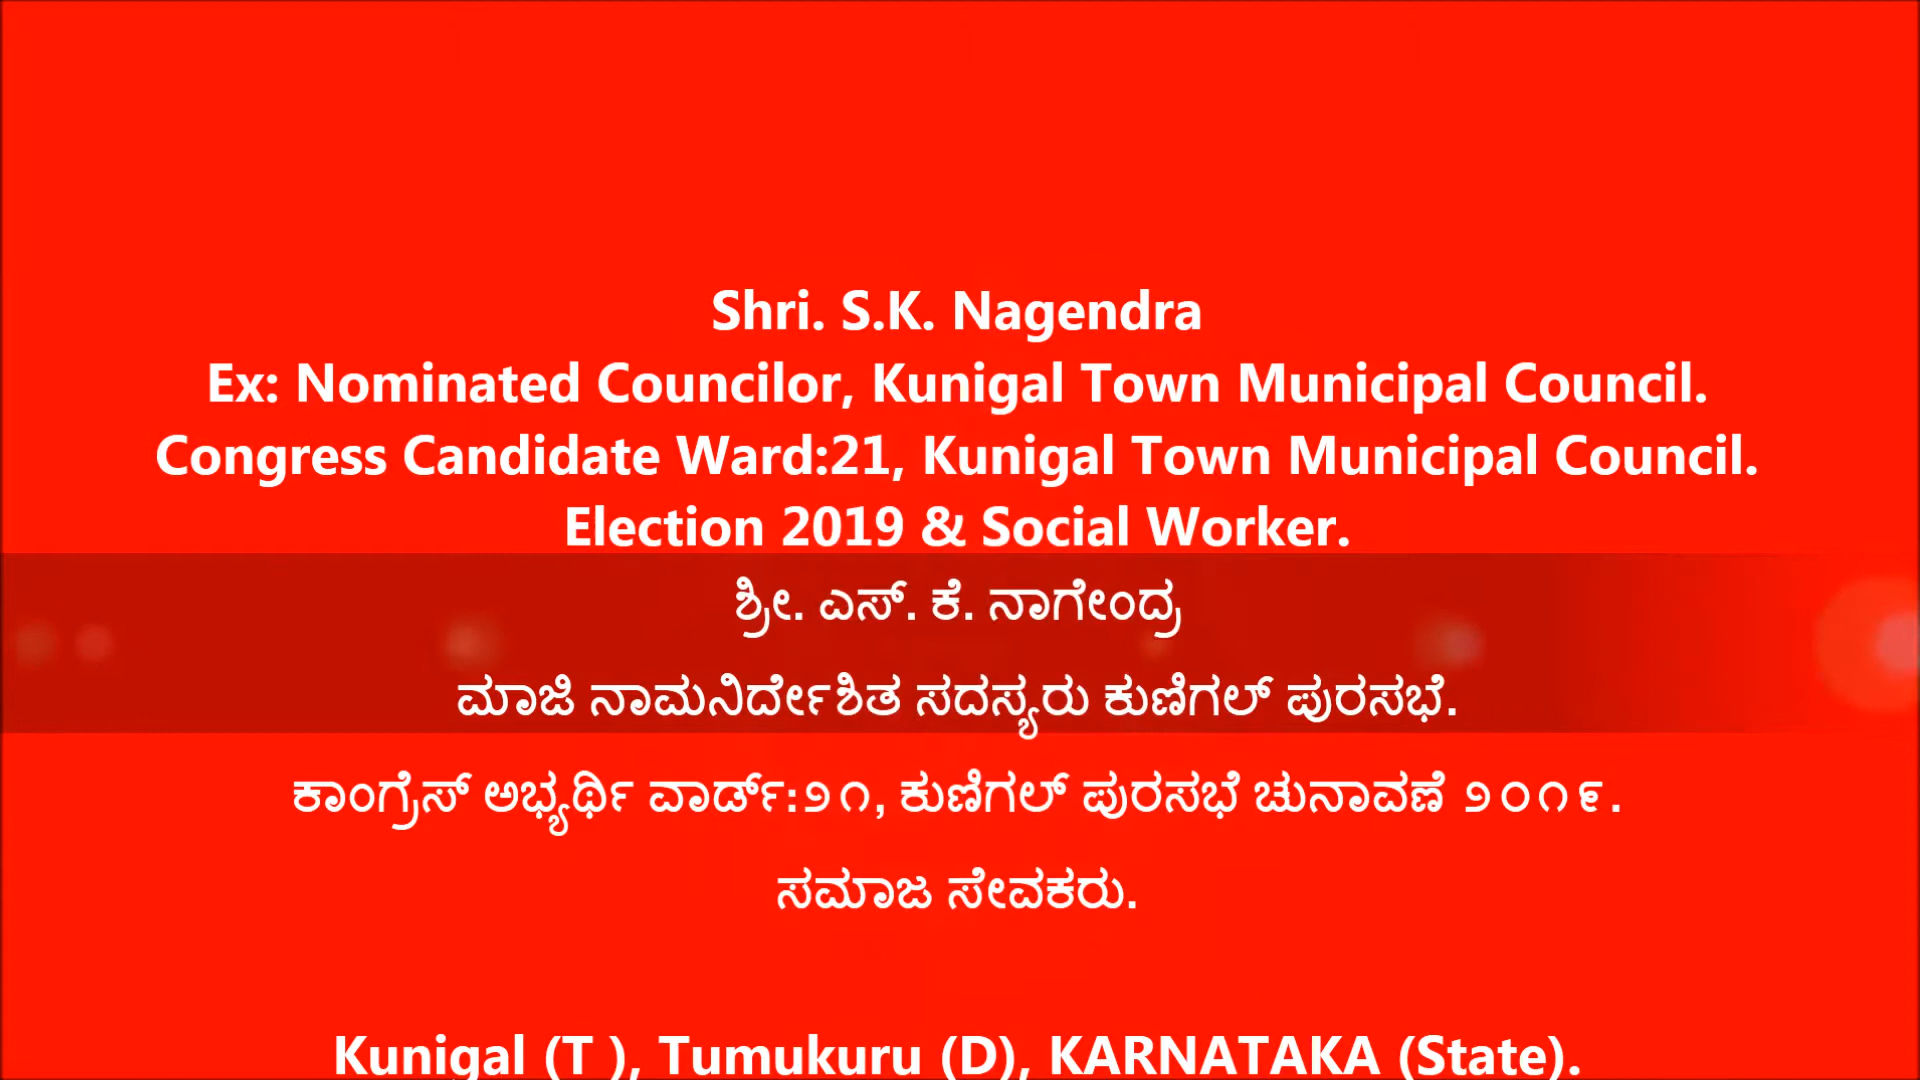 Shri. S.K. Nagendra
Ex: Nominated Councilor, Kunigal Town Municipal Council.
Congress Candidate Ward:21, Kunigal Town Municipal Council.
Election 2019 & Social Worker.
ಶ್ರೀ. ಎಸ್. ಕೆ. ನಾಗೇಂದ್ರ
ಮಾಜಿ ನಾಮನಿರ್ದೇಶಿತ ಸದಸ್ಯರು ಕುಣಿಗಲ್ ಪುರಸಭೆ.
ಕಾಂಗ್ರೆಸ್ ಅಭ್ಯರ್ಥಿ ವಾರ್ಡ್:೨೧, ಕುಣಿಗಲ್ ಪುರಸಭೆ ಚುನಾವಣೆ ೨೦೧೯.
ಸಮಾಜ ಸೇವಕರು.
Kunigal (T ), Tumukuru (D), KARNATAKA (State).